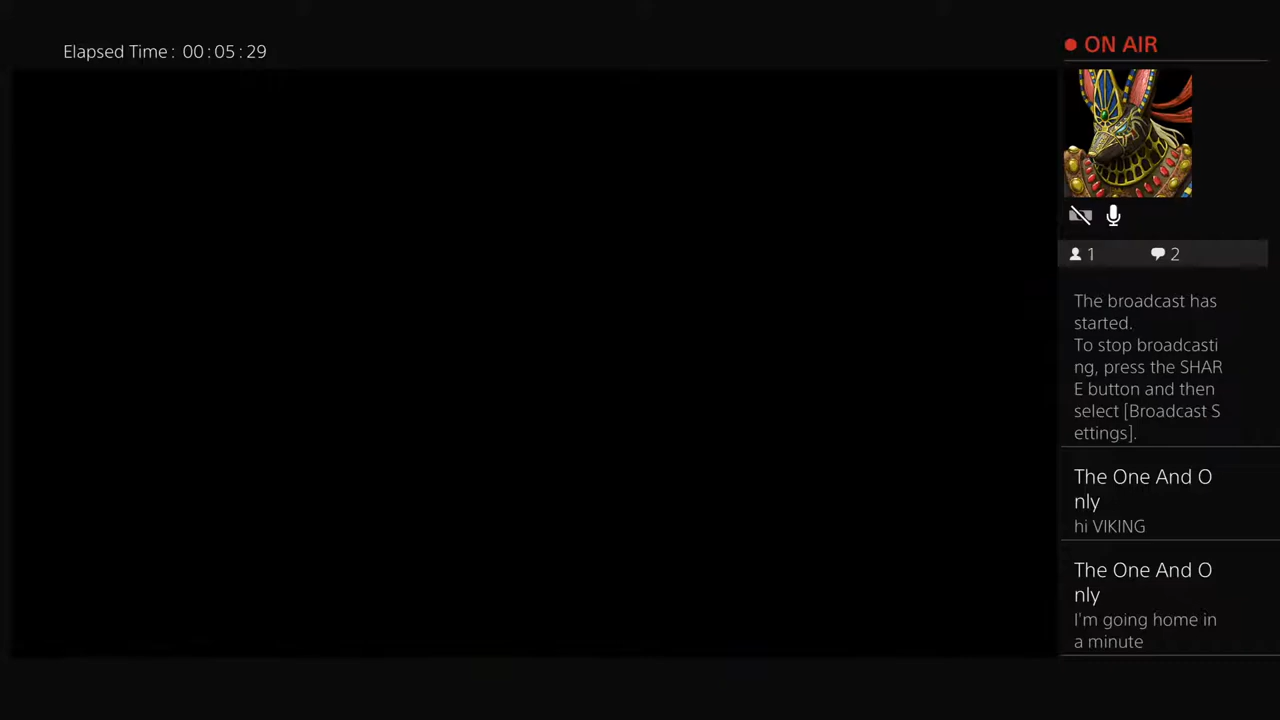 Elapsed Time: 00:05:29
ON AIR
1 2
The broadcast has
started.
To stop broadcasti
ng, press the SHAR
E button and then
select [Broadcast S
ettings].
The One And O
nly
hi VIKING
The One And O
nly
I'm going home in
a minute